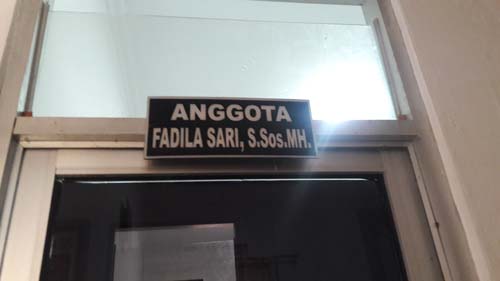 ANGGOTA
FADILA SARI, S.Sos.MH.